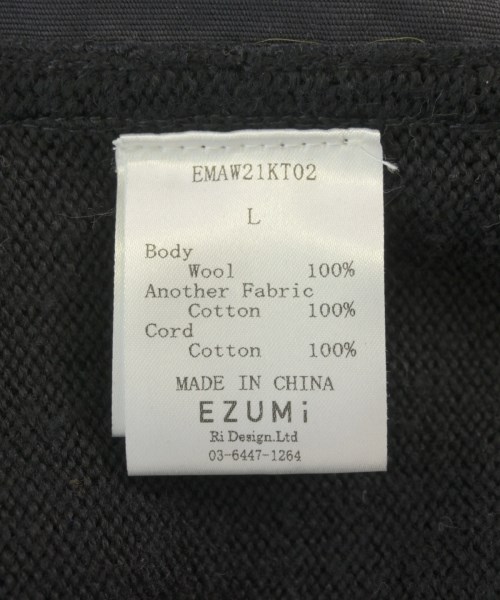 EMAW21KT02
L
Body
Wool 100%
Another Fabric
Cotton 100%
Cord
Cotton 100%
MADE IN CHINA
EZUMi
Ri Design.Ltd
03-6447-1264